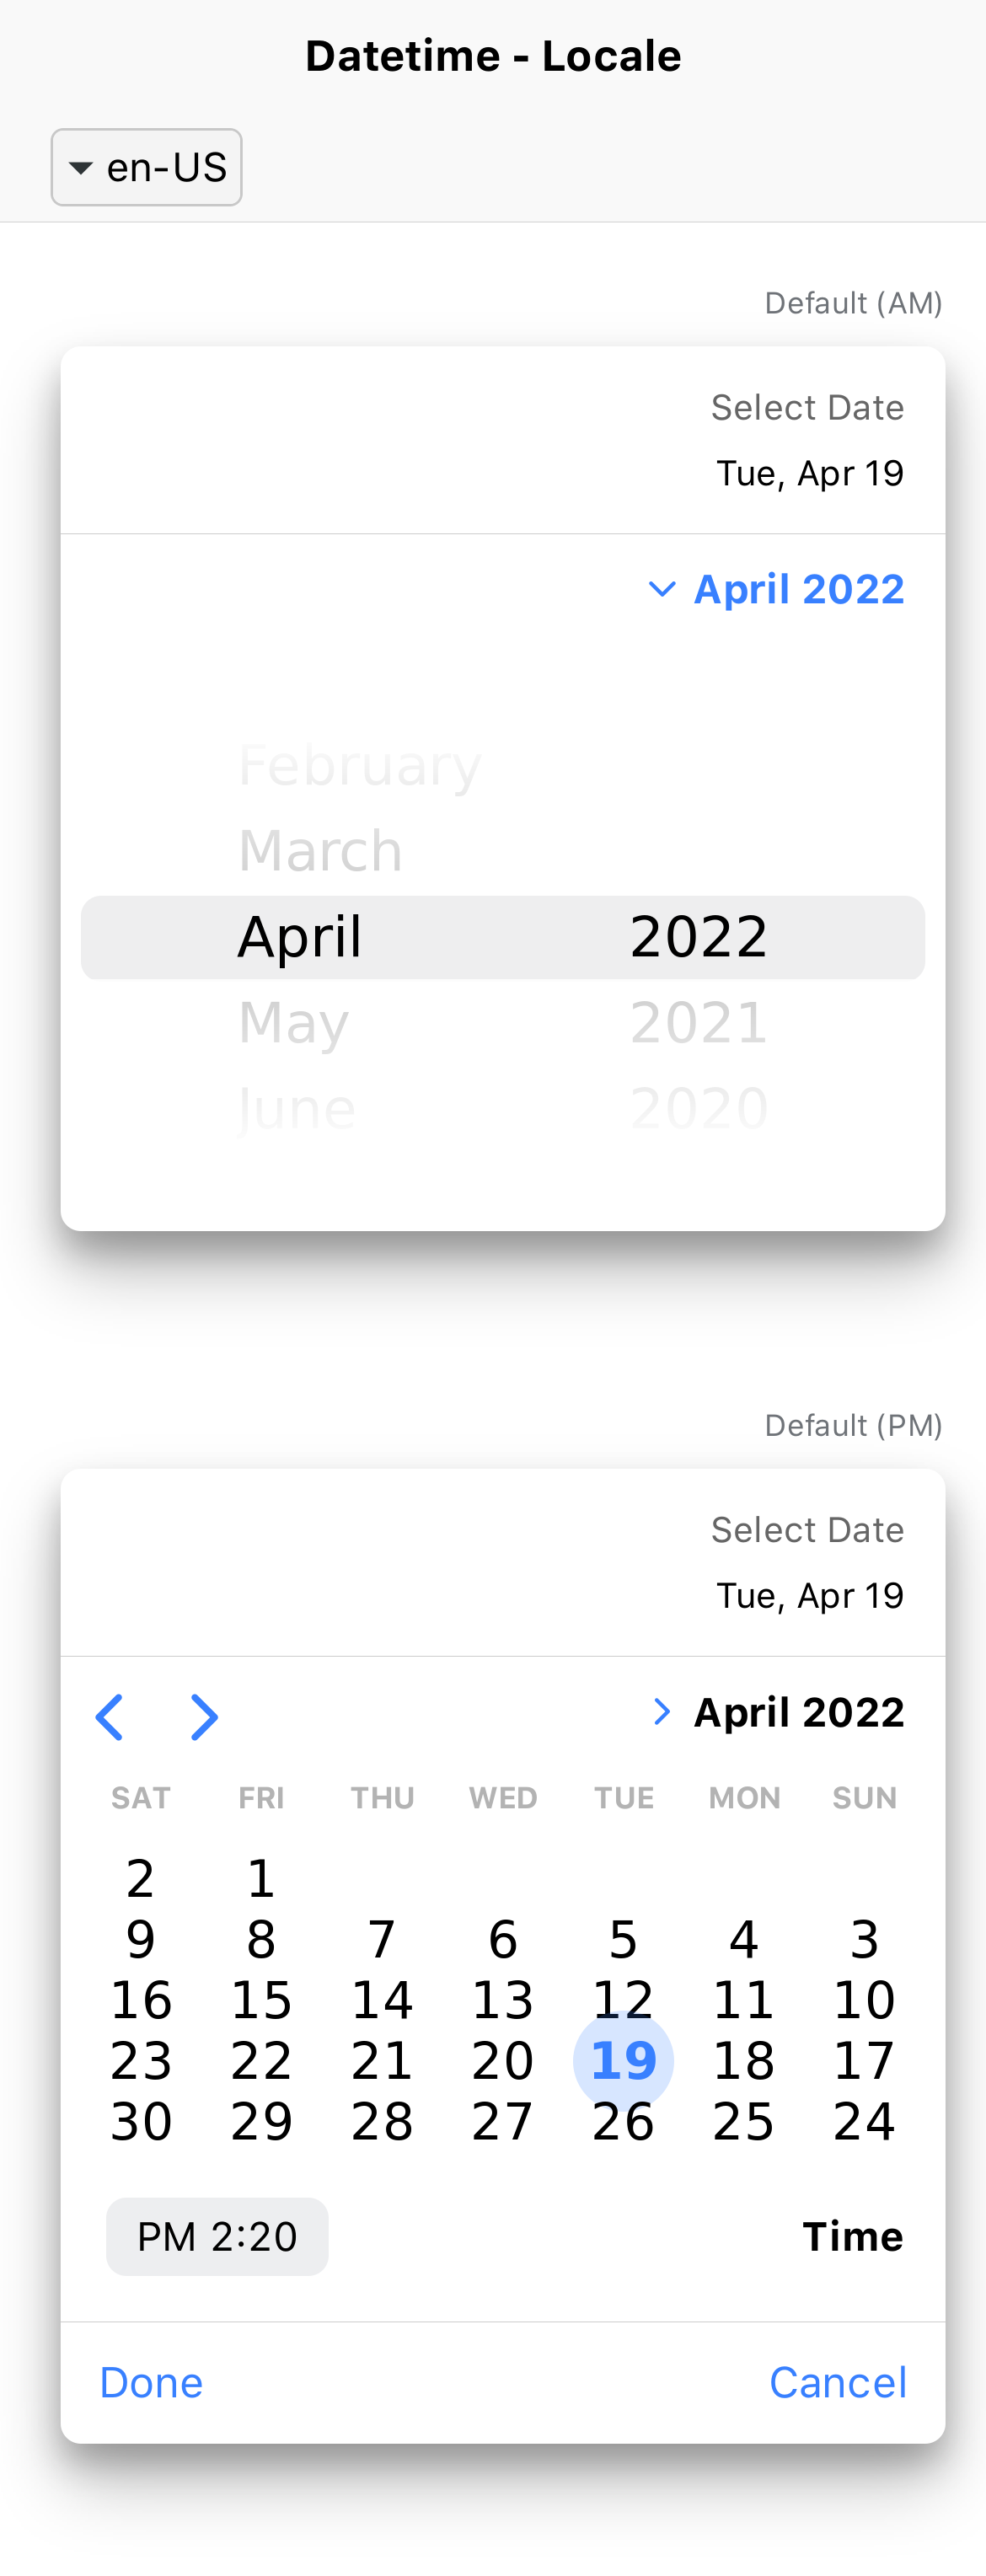 Datetime - Locale
en-US
Default (AM)
Select Date
Tue, Apr 19
April 2022
February
March
April 2022
May 2021
June 2020
Default (PM)
Select Date
Tue, Apr 19
April 2022
SAT FRI THU WED TUE MON SUN
2 1
9 8 7 6 5 4 3
16 15 14 13 12 11 10
23 22 21 20 19 18 17
30 29 28 27 26 25 24
PM 2:20 Time
Done Cancel